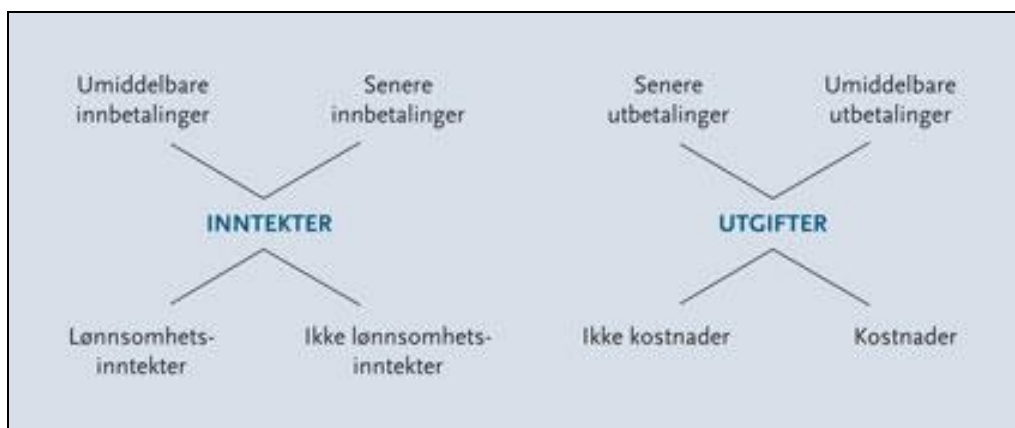 Umiddelbare
innbetalinger
Senere
innbetalinger
Senere
utbetalinger
Umiddelbare
utbetalinger
INNTEKTER
UTGIFTER
Lønnsomhets-
inntekter
Ikke lønnsomhets-
inntekter
Ikke kostnader
Kostnader